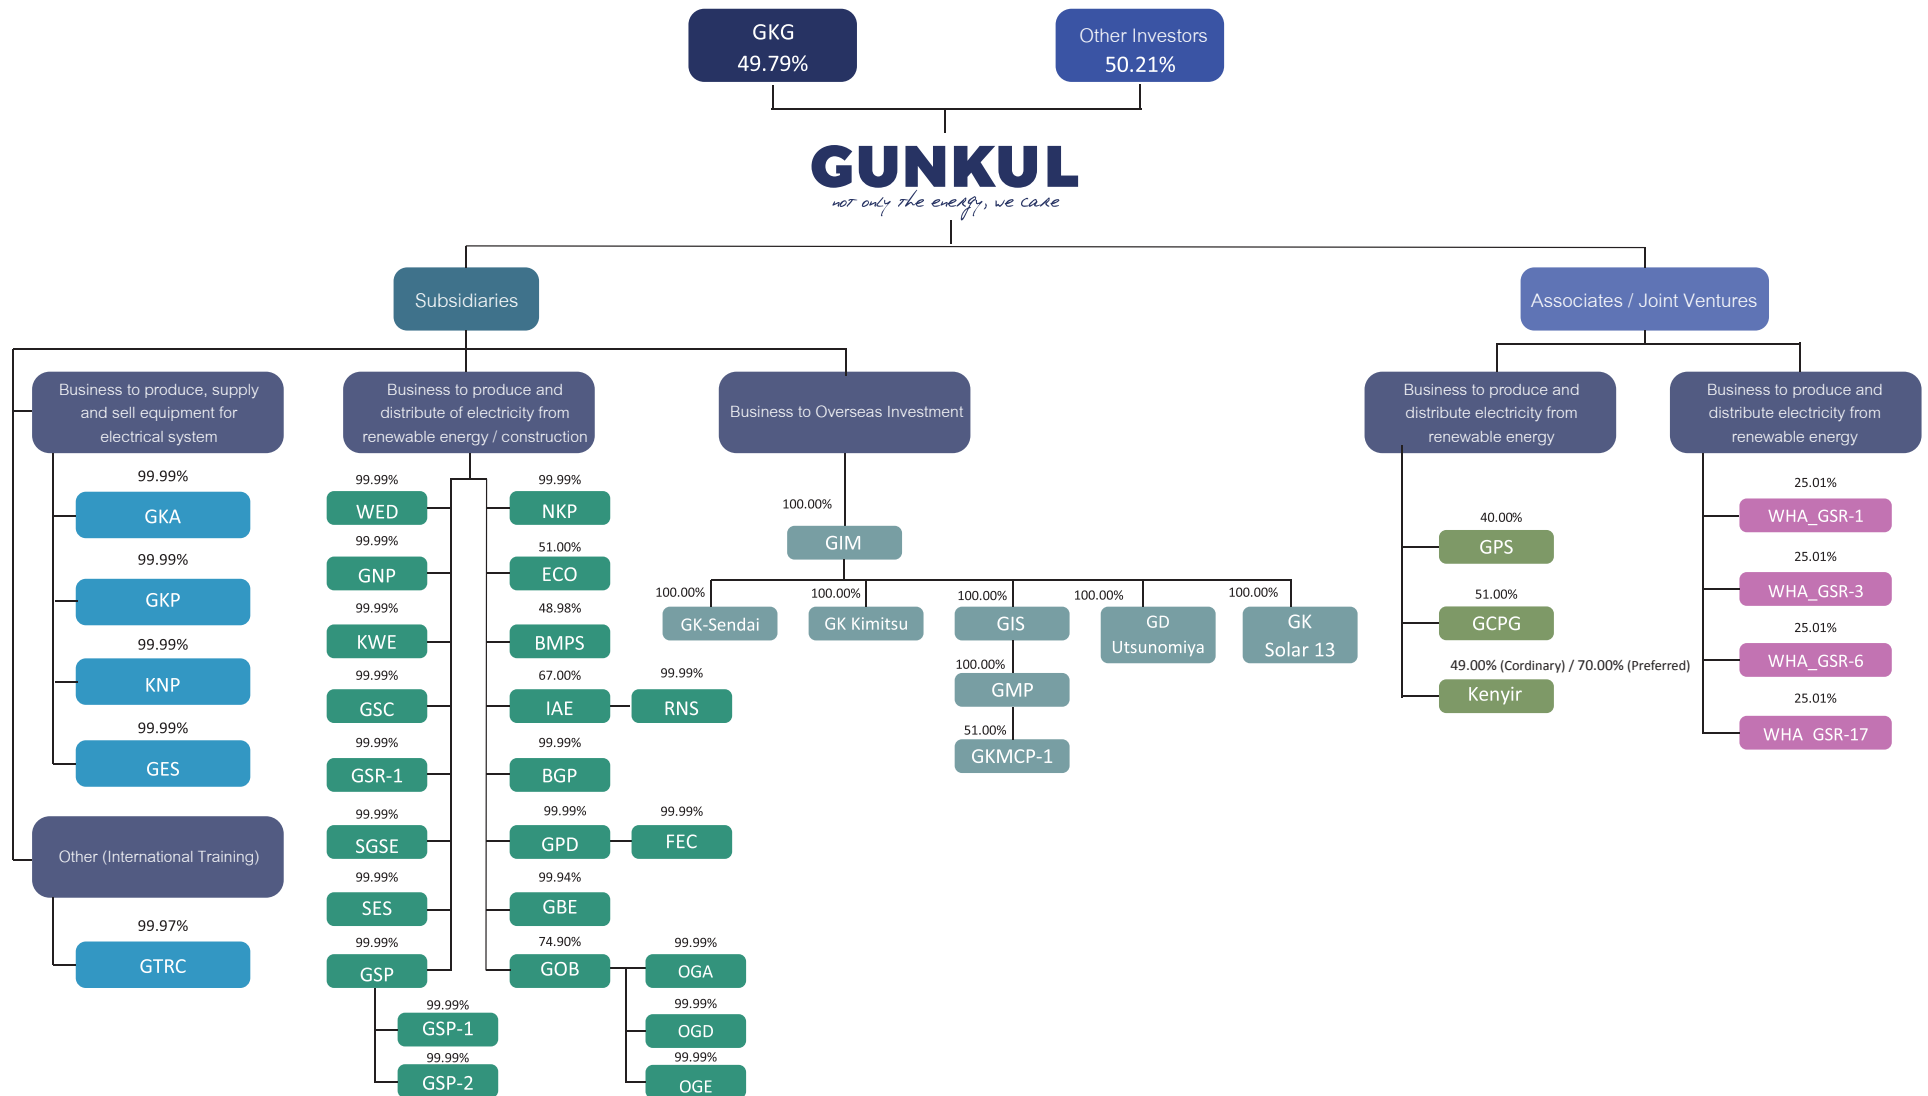 GKG
49.79%
Other Investors
50.21%
GUNKUL
not only the energy, we care
Subsidiaries
Associates / Joint Ventures
Business to produce, supply
and sell equipment for
electrical system
99.99%
GKA
99.99%
GKP
99.99%
KNP
99.99%
GES
Other (International Training)
99.97%
GTRC
Business to produce and
distribute of electricity from
renewable energy / construction
99.99%
WED
99.99%
GNP
99.99%
KWE
99.99%
GSC
99.99%
GSR-1
99.99%
SGSE
99.99%
SES
99.99%
GSP
99.99%
GSP-1
99.99%
GSP-2
99.99%
NKP
51.00%
ECO
48.98%
BMPS
67.00%
IAE
99.99%
RNS
99.99%
BGP
99.99%
GPD
99.99%
FEC
99.94%
GBE
74.90%
GOB
99.99%
OGA
99.99%
OGD
99.99%
OGE
Business to Overseas Investment
100.00%
GIM
100.00%
GK-Sendai
100.00%
GK Kimitsu
100.00%
GIS
100.00%
GMP
51.00%
GKMCP-1
100.00%
GD
Utsunomiya
100.00%
GK
Solar 13
Business to produce and
distribute electricity from
renewable energy
40.00%
GPS
51.00%
GCPG
49.00% (Cordinary) / 70.00% (Preferred)
Kenyir
Business to produce and
distribute electricity from
renewable energy
25.01%
WHA_GSR-1
25.01%
WHA_GSR-3
25.01%
WHA_GSR-6
25.01%
WHA GSR-17